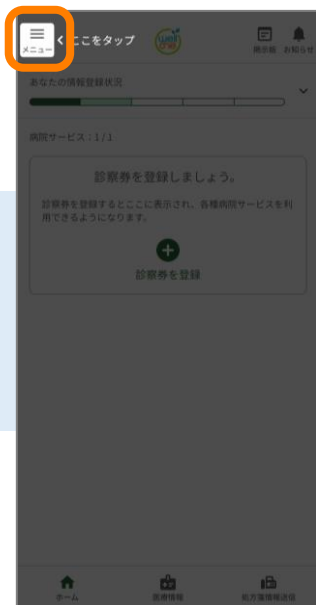 メニュー
ここをタップ
well
one
掲示板 お知らせ
あなたの情報登録状況
病院サービス：1/1
診察券を登録しましょう。
診察券を登録するとここに表示され、各種病院サービスを利
用できるようになります。
診察券を登録
ホーム 医療情報 処方箋情報送信